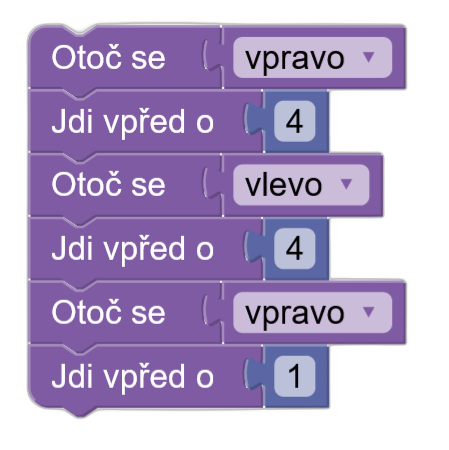 Otoč se vpravo
Jdi vpřed o 4
Otoč se vlevo
Jdi vpřed o 4
Otoč se vpravo
Jdi vpřed o 1